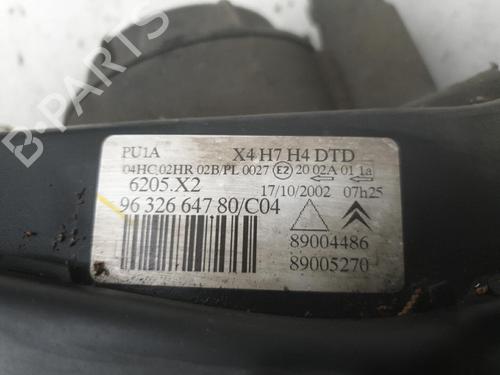 B-PARTS
PU1A X4 H7 H4 DTD
04HC 02HR 02B/PL 0027 E2 20 02A 01 1a
6205.X2 17/10/2002 07h25
96 326 647 80/C04
89004486
89005270